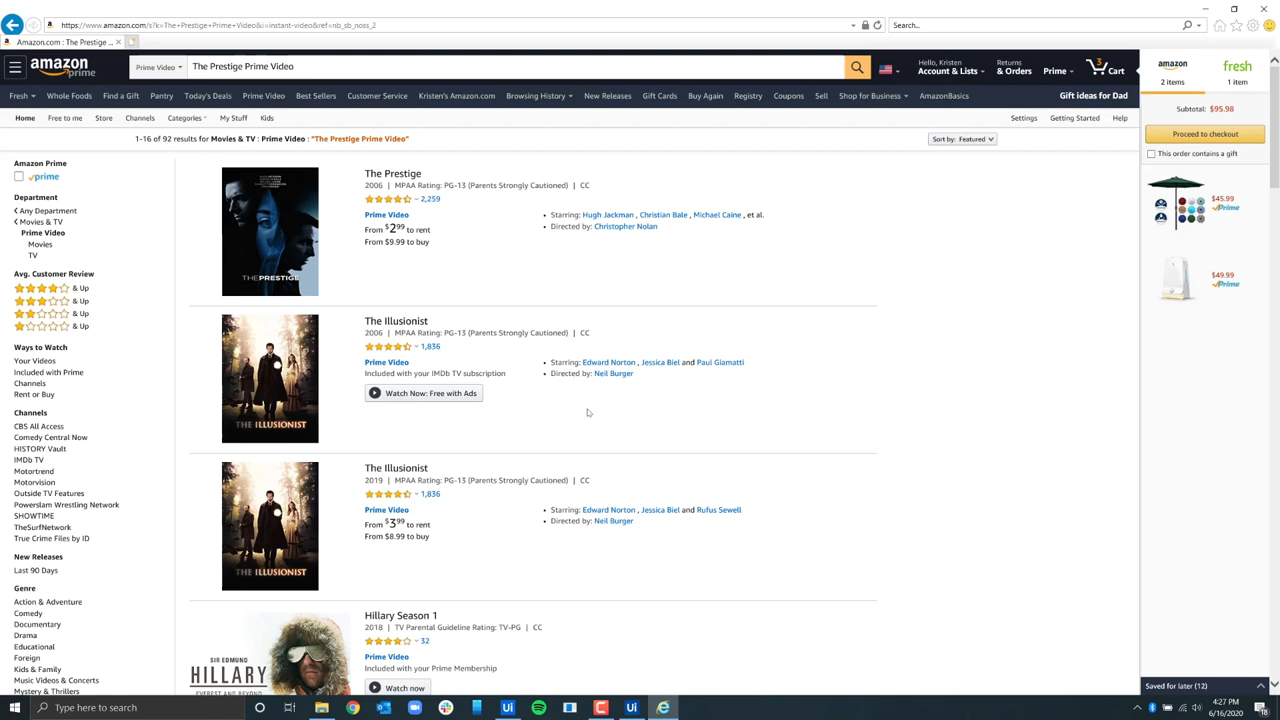 https://www.amazon.com/s?k=The+Prestige+Prime+Video&i=instant-video&ref=nb_sb_noss_2
Search...
Amazon.com : The Prestige ...
amazon prime
Prime Video
The Prestige Prime Video
Hello, Kristen
Account & Lists
Returns
& Orders
Prime
3
Cart
Fresh
Whole Foods
Find a Gift
Pantry
Today's Deals
Prime Video
Best Sellers
Customer Service
Kristen's Amazon.com
Browsing History
New Releases
Gift Cards
Buy Again
Registry
Coupons
Sell
Shop for Business
AmazonBasics
Gift ideas for Dad
Home
Free to me
Store
Channels
Categories
My Stuff
Kids
Settings
Getting Started
Help
1-16 of 92 results for Movies & TV : Prime Video : "The Prestige Prime Video"
Sort by: Featured
Amazon Prime
prime
Department
Any Department
Movies & TV
Prime Video
Movies
TV
Avg. Customer Review
& Up
& Up
& Up
& Up
Ways to Watch
Your Videos
Included with Prime
Channels
Rent or Buy
Channels
CBS All Access
Comedy Central Now
HISTORY Vault
IMDb TV
Motortrend
Motorvision
Outside TV Features
Powerslam Wrestling Network
SHOWTIME
TheSurfNetwork
True Crime Files by ID
New Releases
Last 90 Days
Genre
Action & Adventure
Comedy
Documentary
Drama
Educational
Foreign
Kids & Family
Music Videos & Concerts
Mystery & Thrillers
THE PRESTIGE
The Prestige
2006 | MPAA Rating: PG-13 (Parents Strongly Cautioned) | CC
2,259
Prime Video
From $2.99 to rent
From $9.99 to buy
Starring: Hugh Jackman , Christian Bale , Michael Caine , et al.
Directed by: Christopher Nolan
THE ILLUSIONIST
The Illusionist
2006 | MPAA Rating: PG-13 (Parents Strongly Cautioned) | CC
1,836
Prime Video
Included with your IMDb TV subscription
Watch Now: Free with Ads
Starring: Edward Norton , Jessica Biel and Paul Giamatti
Directed by: Neil Burger
THE ILLUSIONIST
The Illusionist
2019 | MPAA Rating: PG-13 (Parents Strongly Cautioned) | CC
1,836
Prime Video
From $3.99 to rent
From $8.99 to buy
Starring: Edward Norton , Jessica Biel and Rufus Sewell
Directed by: Neil Burger
SIR EDMUND
HILLARY
EVEREST AND BEYOND
Hillary Season 1
2018 | TV Parental Guideline Rating: TV-PG | CC
32
Prime Video
Included with your Prime Membership
Watch now
amazon
2 items
fresh
1 item
Subtotal: $95.98
Proceed to checkout
This order contains a gift
$45.99
Prime
$49.99
Prime
Saved for later (12)
Type here to search
4:27 PM
6/16/2020
18